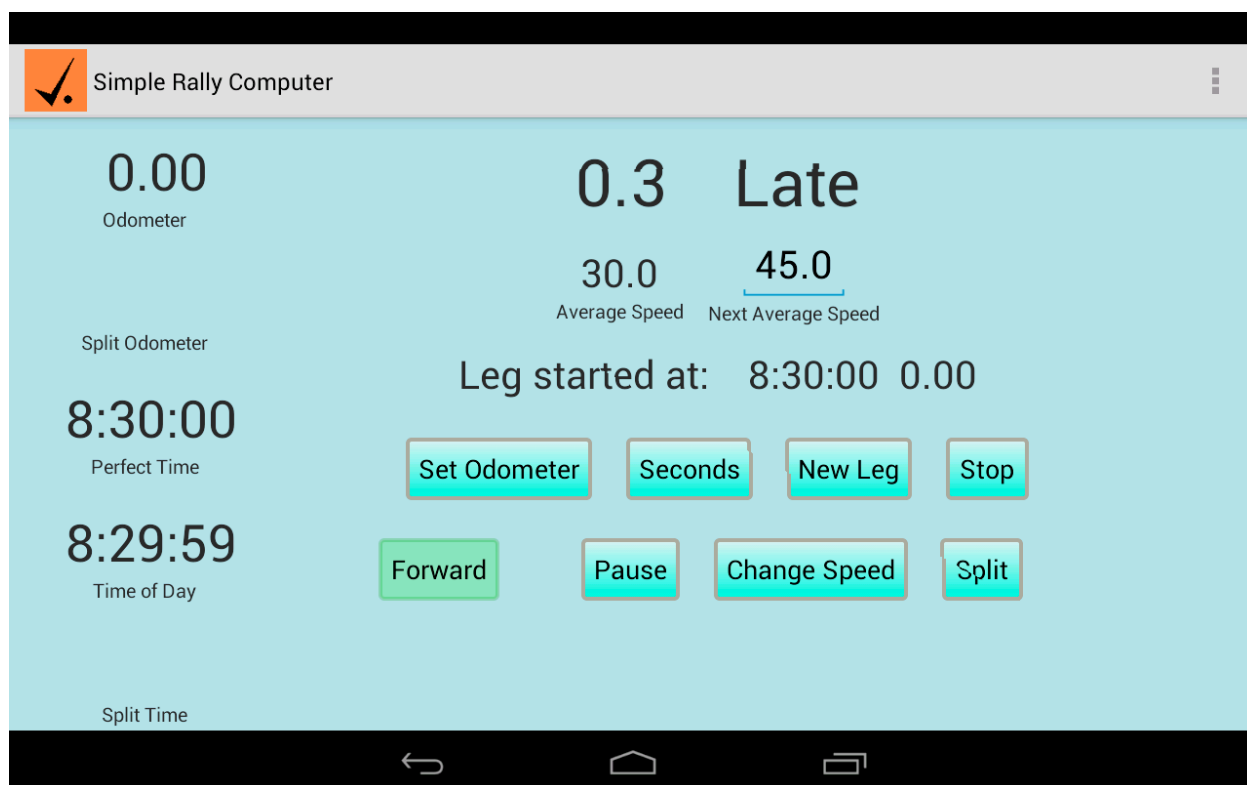 Simple Rally Computer
0.00
Odometer
0.3 Late
30.0 45.0
Average Speed Next Average Speed
Split Odometer
Leg started at: 8:30:00 0.00
8:30:00
Perfect Time
Set Odometer Seconds New Leg Stop
8:29:59
Time of Day
Forward Pause Change Speed Split
Split Time